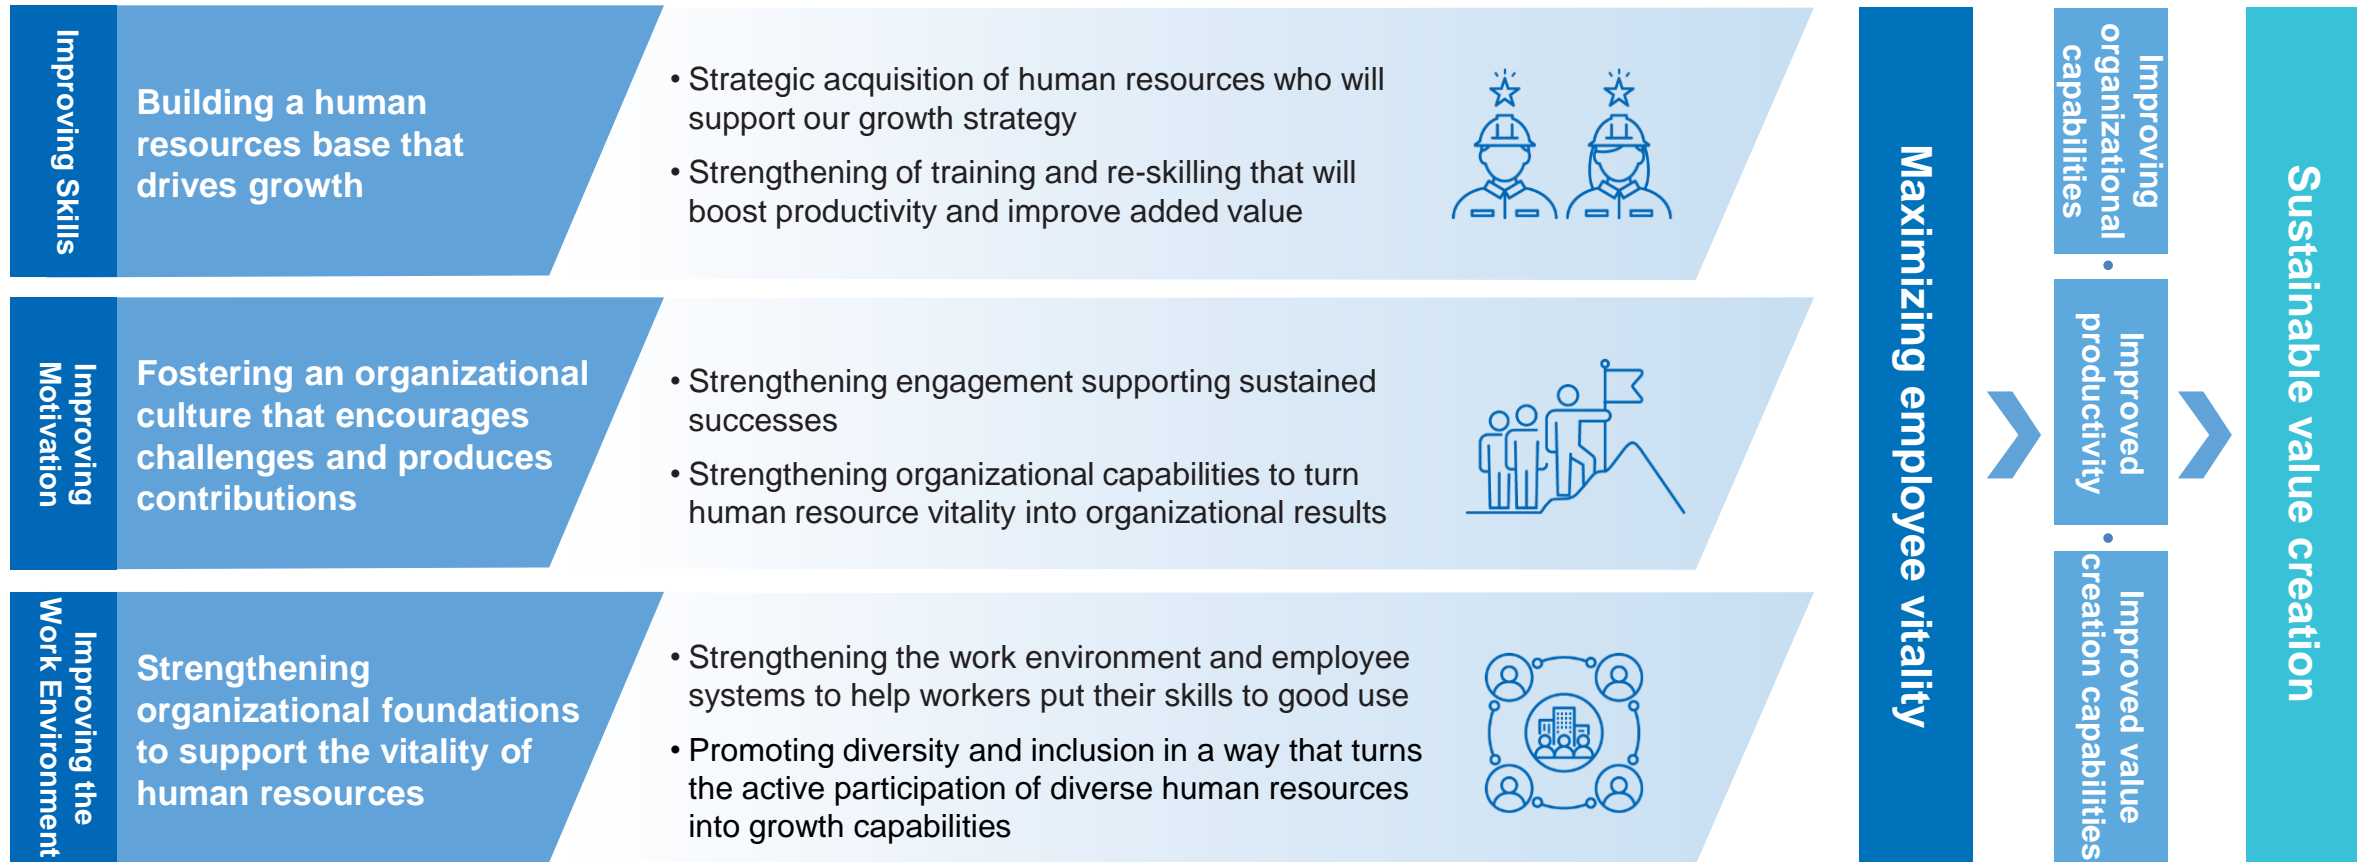 Improving Skills
Building a human
resources base that
drives growth
• Strategic acquisition of human resources who will
support our growth strategy
• Strengthening of training and re-skilling that will
boost productivity and improve added value
Improving
Motivation
Fostering an organizational
culture that encourages
challenges and produces
contributions
• Strengthening engagement supporting sustained
successes
• Strengthening organizational capabilities to turn
human resource vitality into organizational results
Improving the
Work Environment
Strengthening
organizational foundations
to support the vitality of
human resources
• Strengthening the work environment and employee
systems to help workers put their skills to good use
• Promoting diversity and inclusion in a way that turns
the active participation of diverse human resources
into growth capabilities
Maximizing employee vitality
Improving
organizational
capabilities
•
Improved
productivity
•
Improved value
creation capabilities
Sustainable value creation